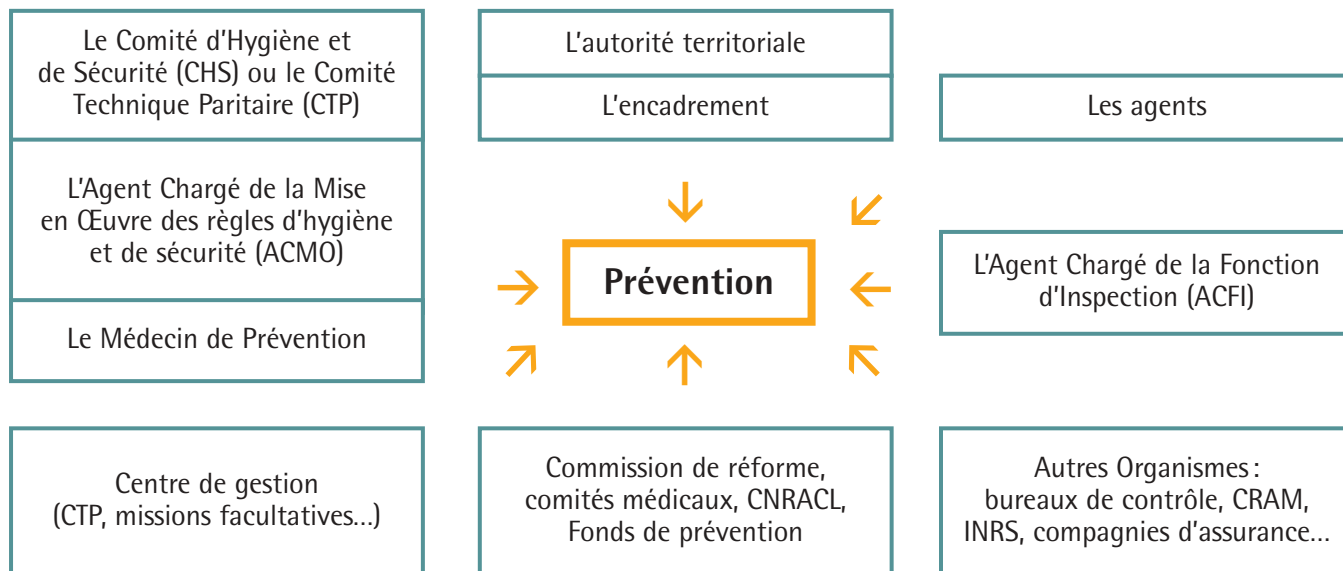 Le Comité d'Hygiène et
de Sécurité (CHS) ou le Comité
Technique Paritaire (CTP)
L'Agent Chargé de la Mise
en Œuvre des règles d'hygiène
et de sécurité (ACMO)
Le Médecin de Prévention
L'autorité territoriale
L'encadrement
Les agents
Prévention
L'Agent Chargé de la Fonction
d'Inspection (ACFI)
Centre de gestion
(CTP, missions facultatives...)
Commission de réforme,
comités médicaux, CNRACL,
Fonds de prévention
Autres Organismes :
bureaux de contrôle, CRAM,
INRS, compagnies d'assurance...